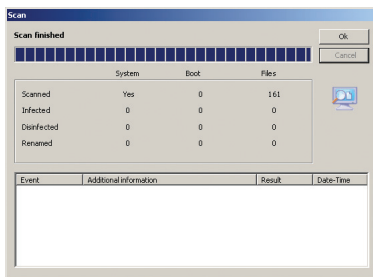 Scan
Scan finished
Ok
Cancel
System Boot Files
Scanned Yes 0 161
Infected 0 0 0
Disinfected 0 0 0
Renamed 0 0 0
Event Additional information Result Date-Time